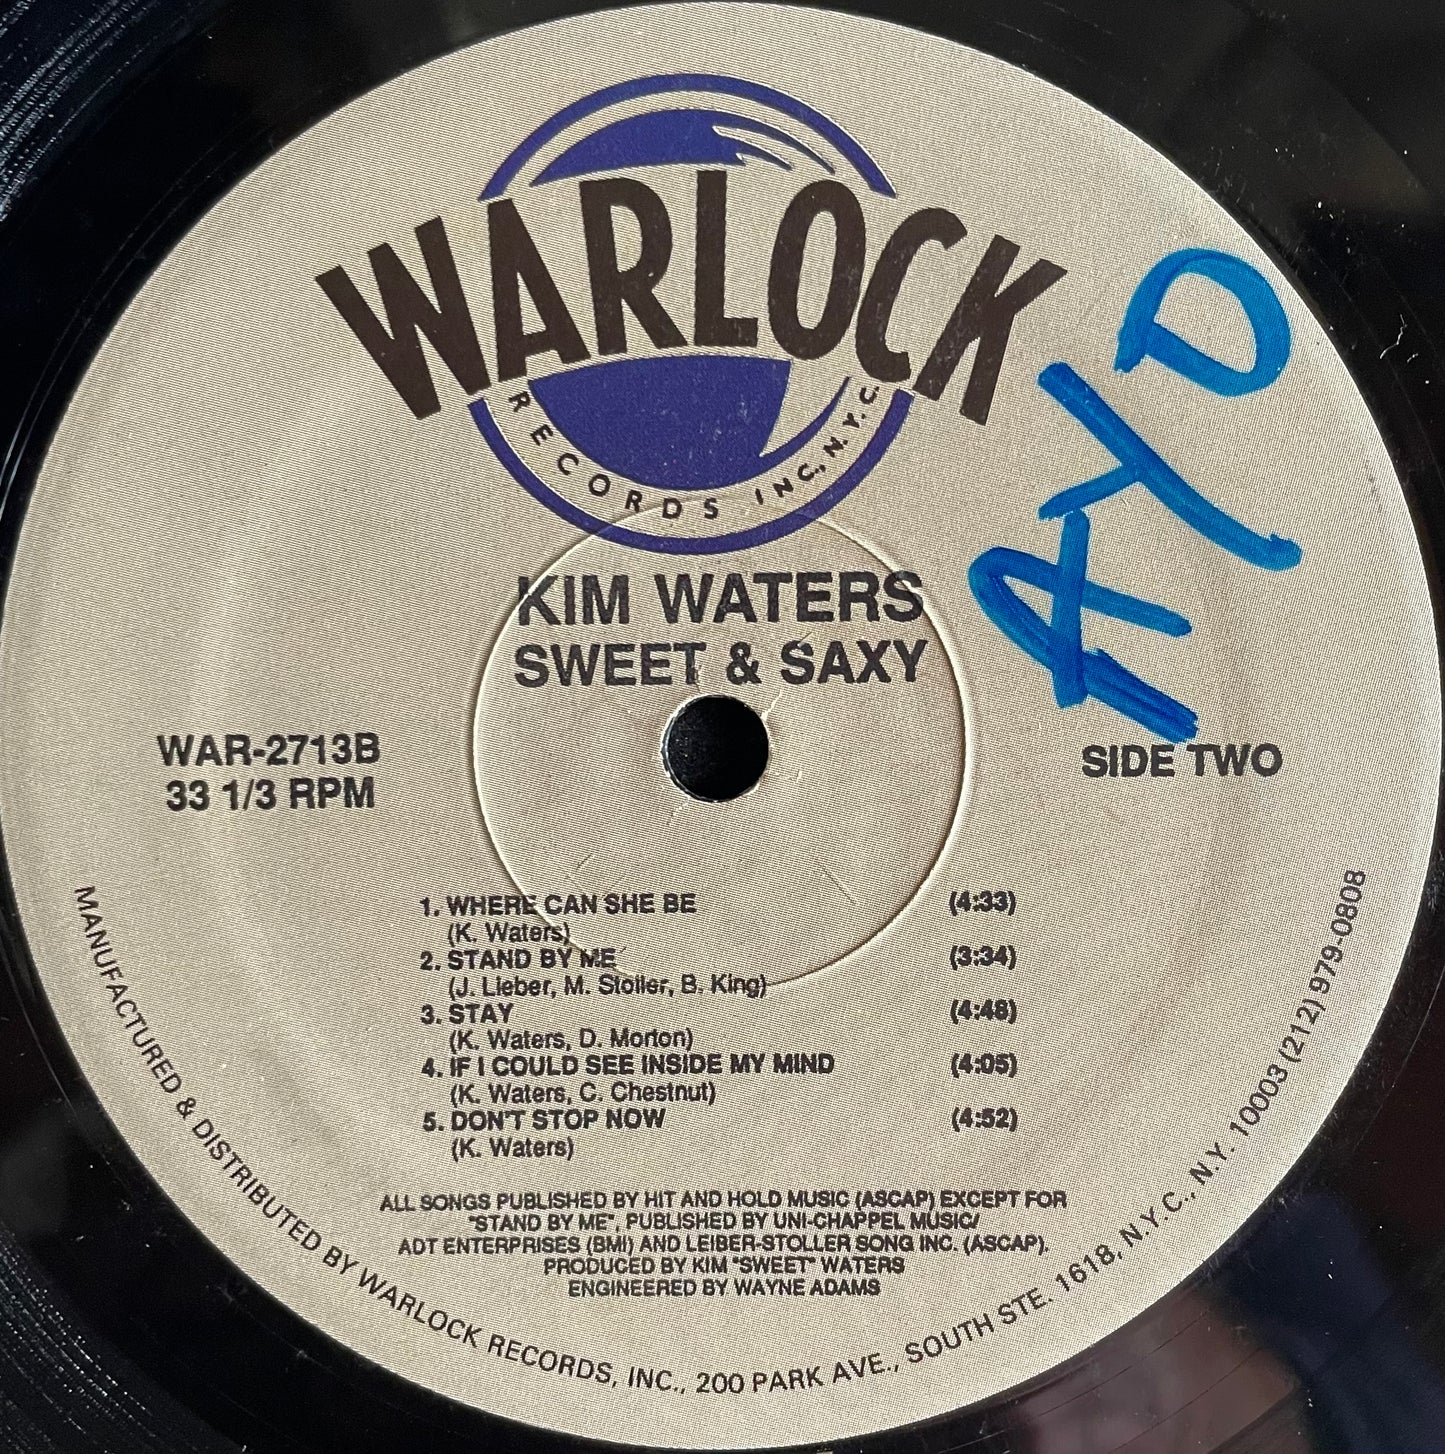 WARLOCK
RECORDS INC., N.Y.C.
AYD
KIM WATERS
SWEET & SAXY
WAR-2713B
33 1/3 RPM
SIDE TWO
1. WHERE CAN SHE BE (4:33)
(K. Waters)
2. STAND BY ME (3:34)
(J. Lieber, M. Stoller, B. King)
3. STAY (4:48)
(K. Waters, D. Morton)
4. IF I COULD SEE INSIDE MY MIND (4:05)
(K. Waters, C. Chestnut)
5. DON'T STOP NOW (4:52)
(K. Waters)
ALL SONGS PUBLISHED BY HIT AND HOLD MUSIC (ASCAP) EXCEPT FOR
"STAND BY ME", PUBLISHED BY UNI-CHAPPEL MUSIC/
ADT ENTERPRISES (BMI) AND LEIBER-STOLLER SONG INC. (ASCAP).
PRODUCED BY KIM "SWEET" WATERS
ENGINEERED BY WAYNE ADAMS
MANUFACTURED & DISTRIBUTED BY WARLOCK RECORDS, INC., 200 PARK AVE., SOUTH STE. 1618, N.Y.C., N.Y. 10003 (212) 979-0808